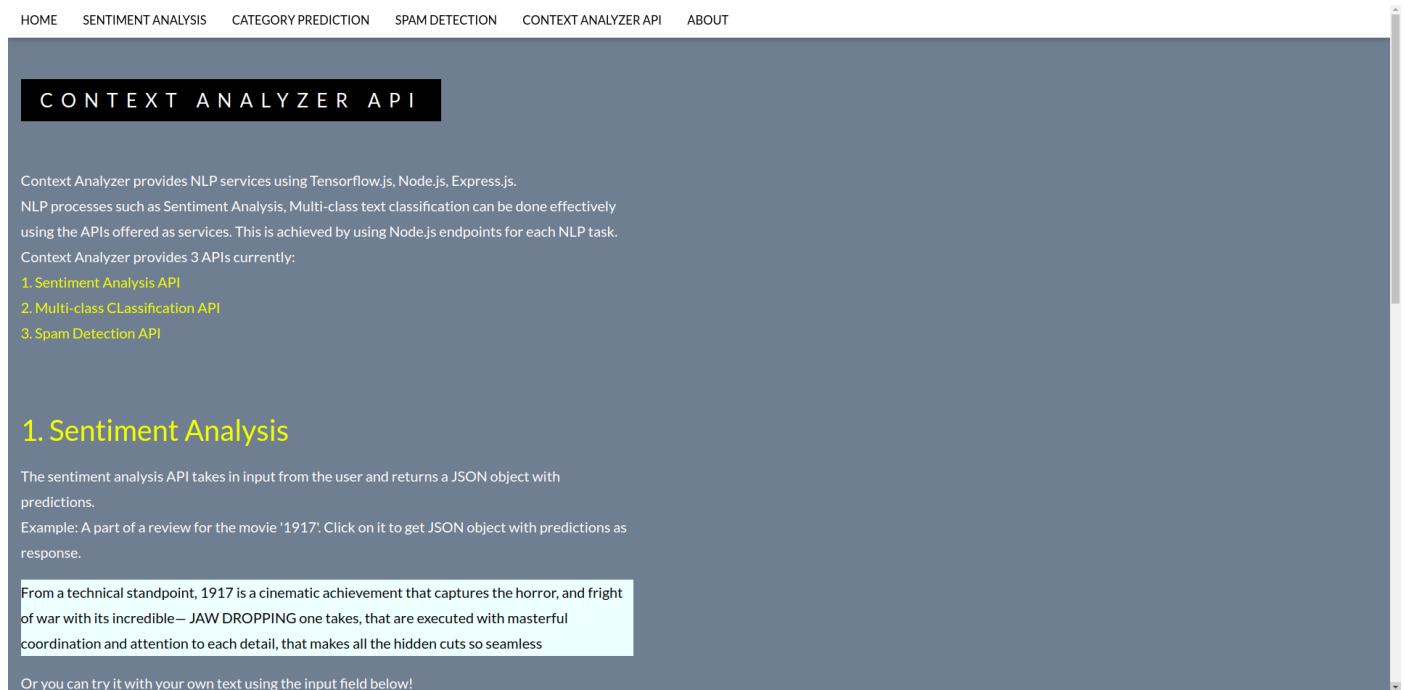 HOME SENTIMENT ANALYSIS CATEGORY PREDICTION SPAM DETECTION CONTEXT ANALYZER API ABOUT
CONTEXT ANALYZER API
Context Analyzer provides NLP services using Tensorflow.js, Node.js, Express.js.
NLP processes such as Sentiment Analysis, Multi-class text classification can be done effectively
using the APIs offered as services. This is achieved by using Node.js endpoints for each NLP task.
Context Analyzer provides 3 APIs currently:
1. Sentiment Analysis API
2. Multi-class CLassification API
3. Spam Detection API
1. Sentiment Analysis
The sentiment analysis API takes in input from the user and returns a JSON object with
predictions.
Example: A part of a review for the movie '1917'. Click on it to get JSON object with predictions as
response.
From a technical standpoint, 1917 is a cinematic achievement that captures the horror, and fright
of war with its incredible— JAW DROPPING one takes, that are executed with masterful
coordination and attention to each detail, that makes all the hidden cuts so seamless
Or you can try it with your own text using the input field below!